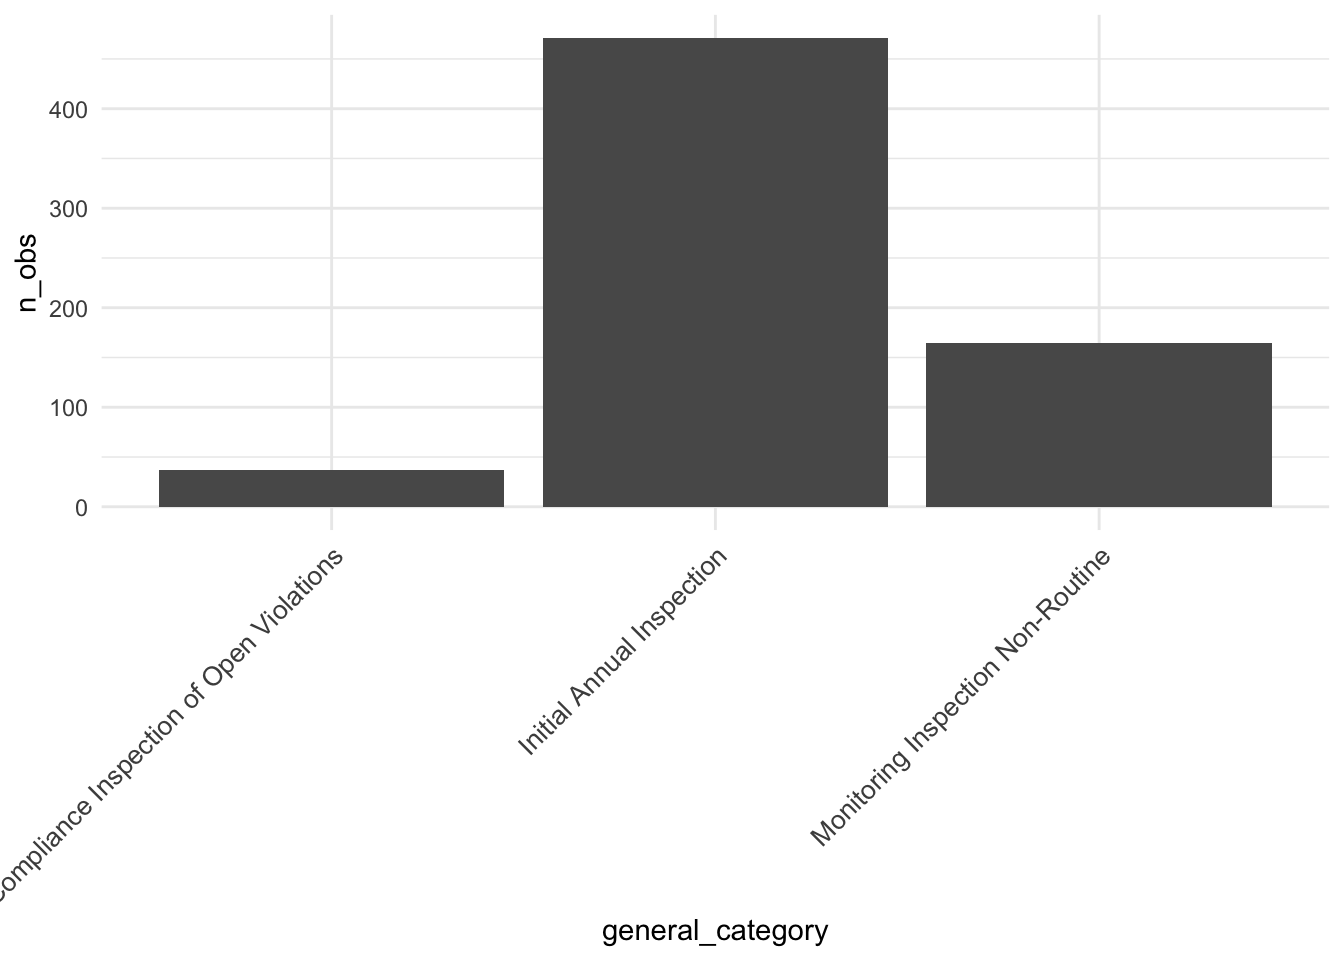 400
300
200
100
0
n_obs
ompliance Inspection of Open Violations
Initial Annual Inspection
Monitoring Inspection Non-Routine
general_category